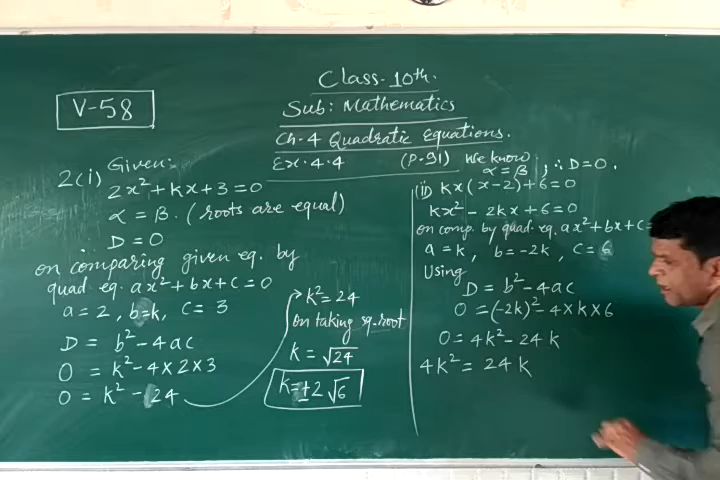 V-58
Class-10th.
Sub: Mathematics
Ch-4 Quadratic Equations.
Ex. 4.4 (P-91)
2(i) Given:
2x² + kx + 3 = 0
α = β. (roots are equal)
∴ D = 0
on comparing given eq. by
quad eq. ax² + bx + c = 0
a = 2, b = k, c = 3
D = b² - 4ac
0 = k² - 4 × 2 × 3
0 = k² - 24
k² = 24
On taking sq. root
k = √24
k = ± 2√6
We know
α = β, ∴ D = 0.
(ii) kx(x-2) + 6 = 0
kx² - 2kx + 6 = 0
on comp. by quad eq. ax² + bx + c =
a = k, b = -2k, c = 6
Using
D = b² - 4ac
0 = (-2k)² - 4 × k × 6
0 = 4k² - 24k
4k² = 24k